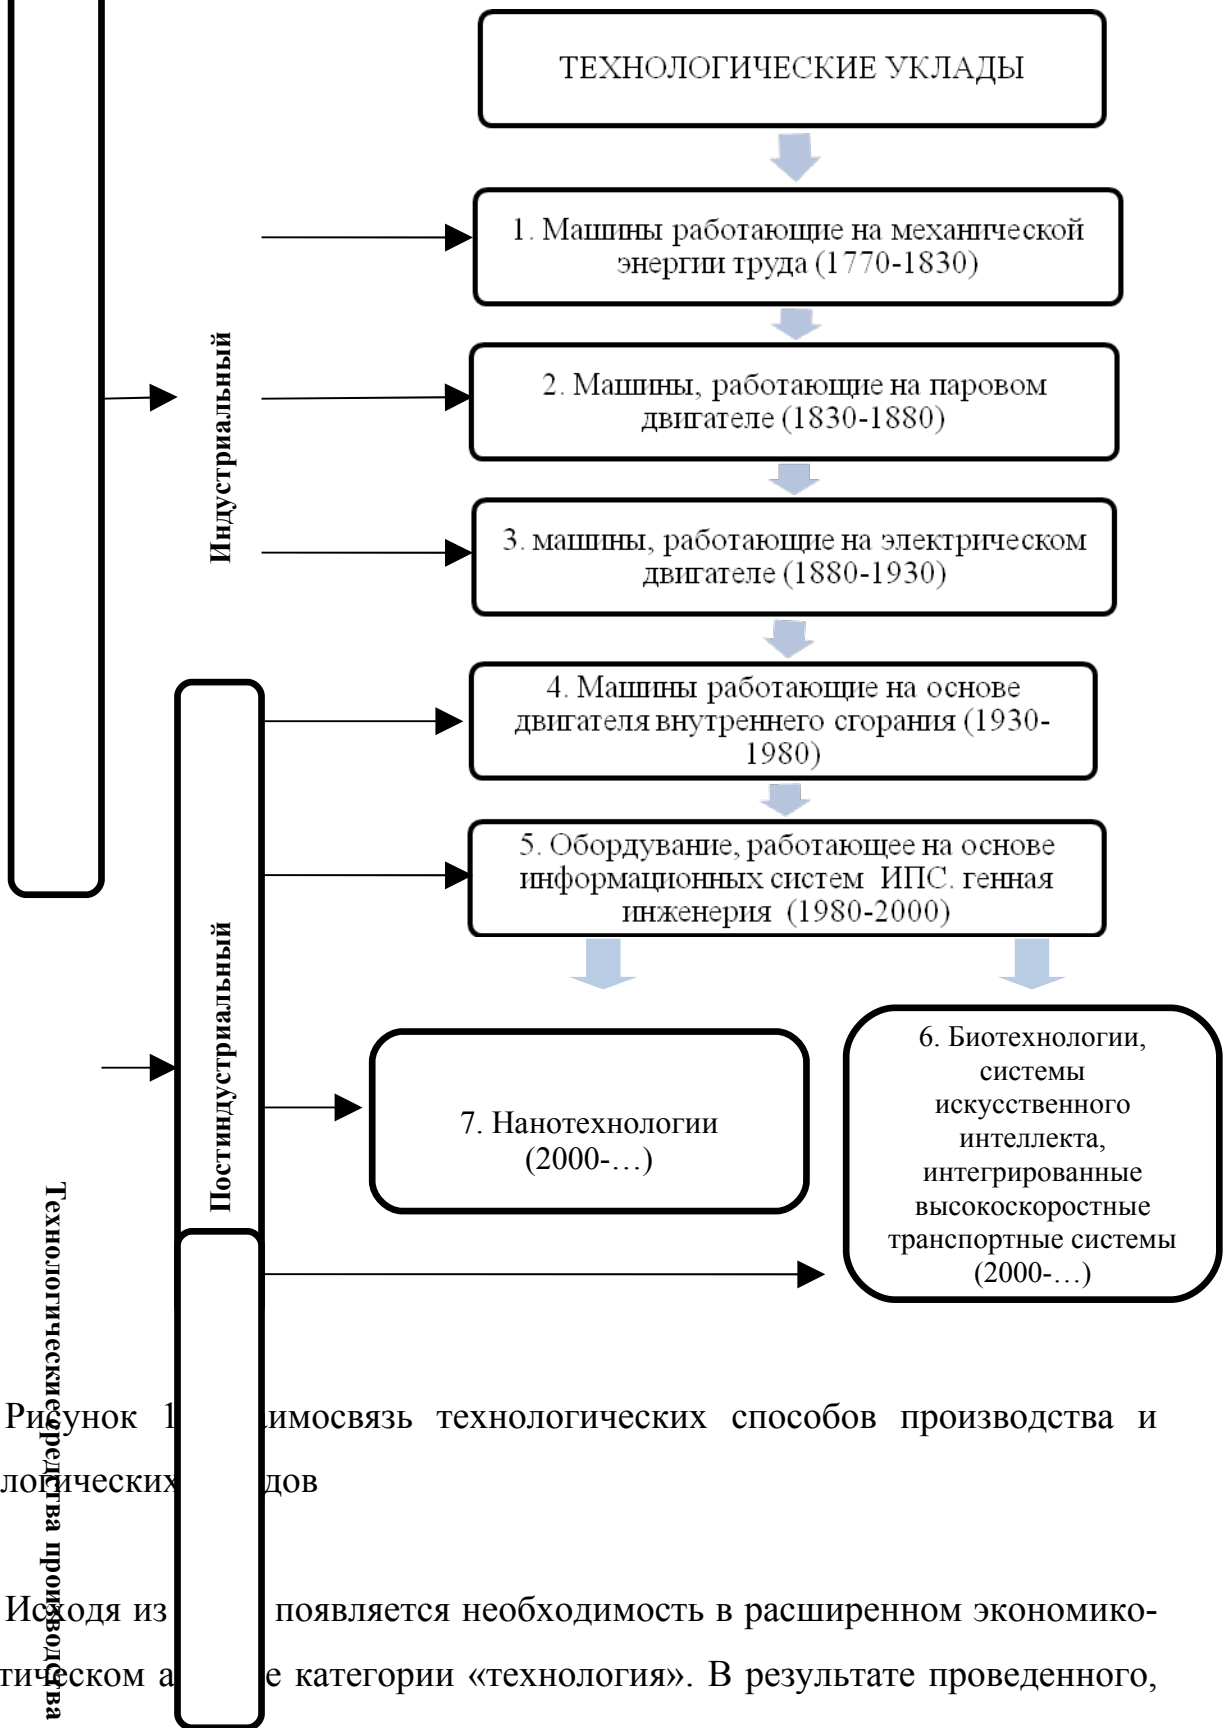 ТЕХНОЛОГИЧЕСКИЕ УКЛАДЫ
1. Машины работающие на механической
энергии труда (1770-1830)
2. Машины, работающие на паровом
двигателе (1830-1880)
Индустриальный
3. машины, работающие на электрическом
двигателе (1880-1930)
4. Машины работающие на основе
двигателя внутреннего сгорания (1930-
1980)
5. Обордувание, работающее на основе
информационных систем ИПС. генная
инженерия (1980-2000)
Постиндустриальный
7. Нанотехнологии
(2000-…)
6. Биотехнологии,
системы
искусственного
интеллекта,
интегрированные
высокоскоростные
транспортные системы
(2000-…)
Технологические средства производства
Рисунок 1 имосвязь технологических способов производства и
логических дов
Исходя из появляется необходимость в расширенном экономико-
тическом а е категории «технология». В результате проведенного,